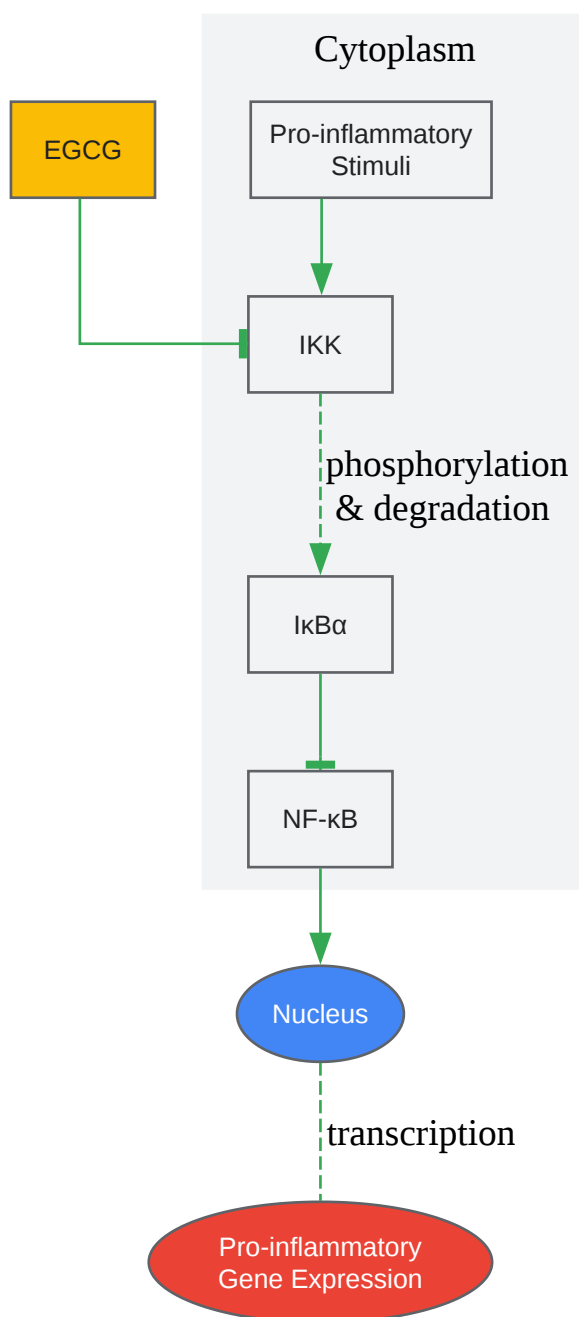 Cytoplasm
EGCG
Pro-inflammatory
Stimuli
IKK
phosphorylation
& degradation
IκBα
NF-κB
Nucleus
transcription
Pro-inflammatory
Gene Expression